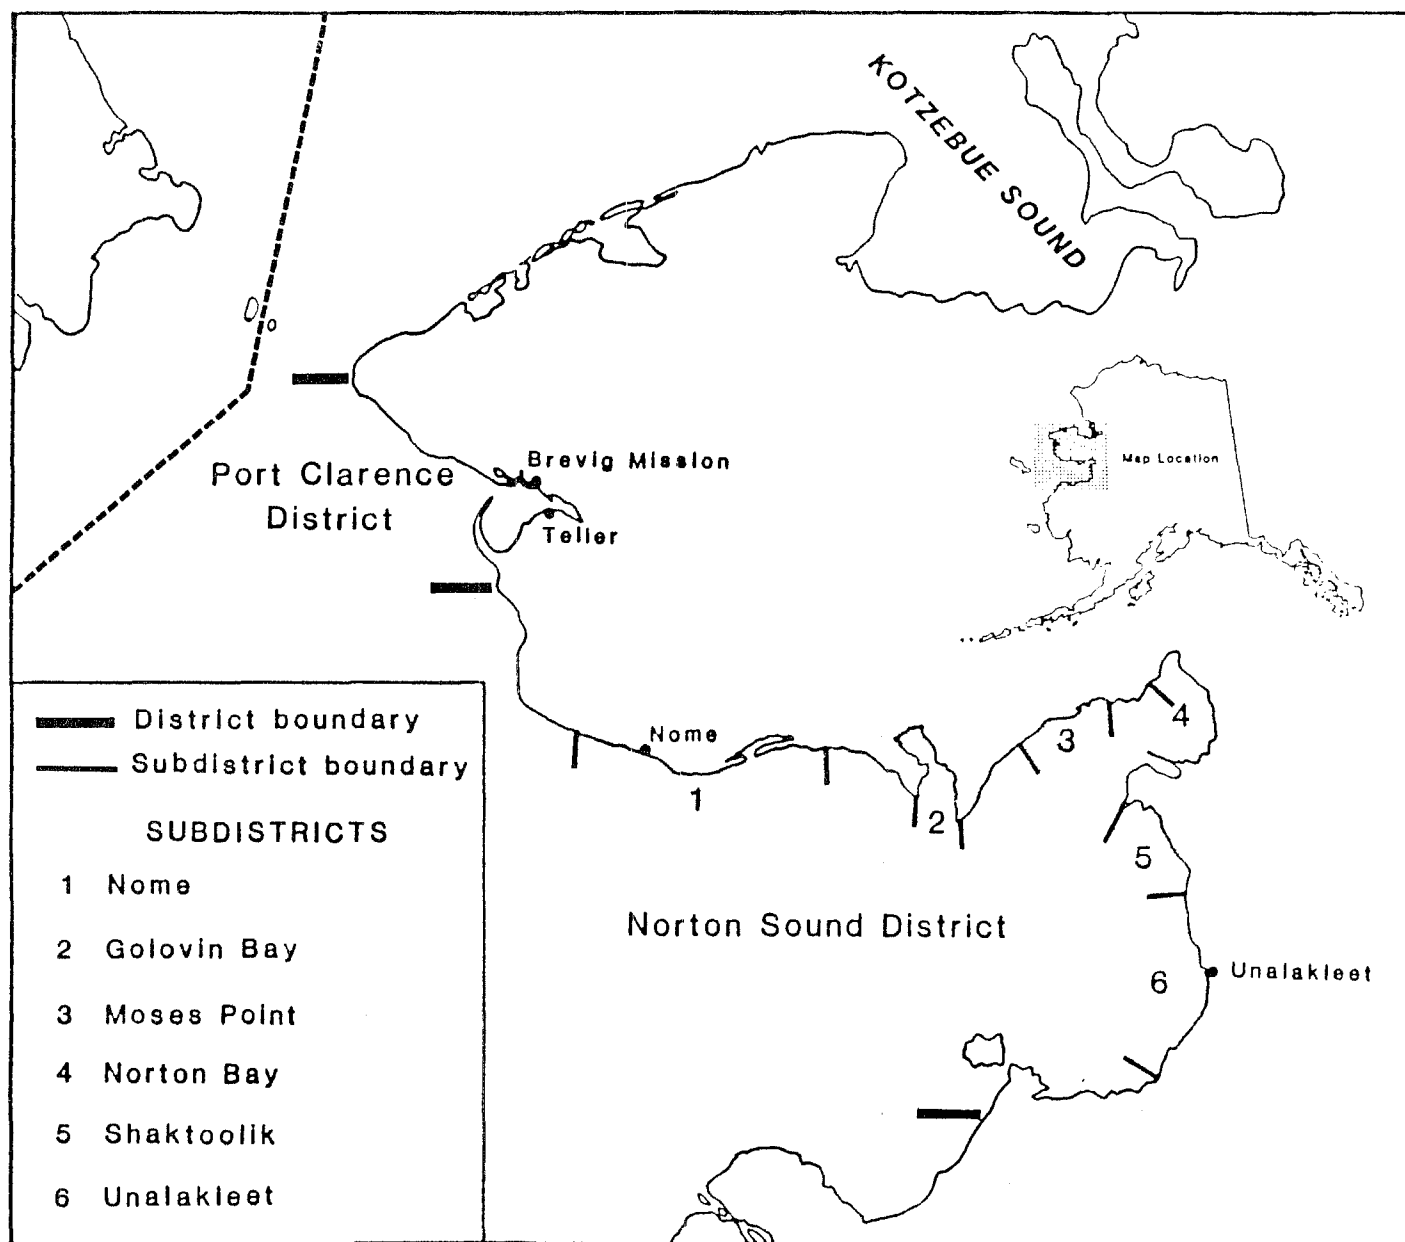 KOTZEBUE SOUND
Map Location
Brevig Mission
Port Clarence
District
Teller
Nome
1
2
3
4
5
6
Norton Sound District
Unalakleet
District boundary
Subdistrict boundary
SUBDISTRICTS
1 Nome
2 Golovin Bay
3 Moses Point
4 Norton Bay
5 Shaktoolik
6 Unalakleet